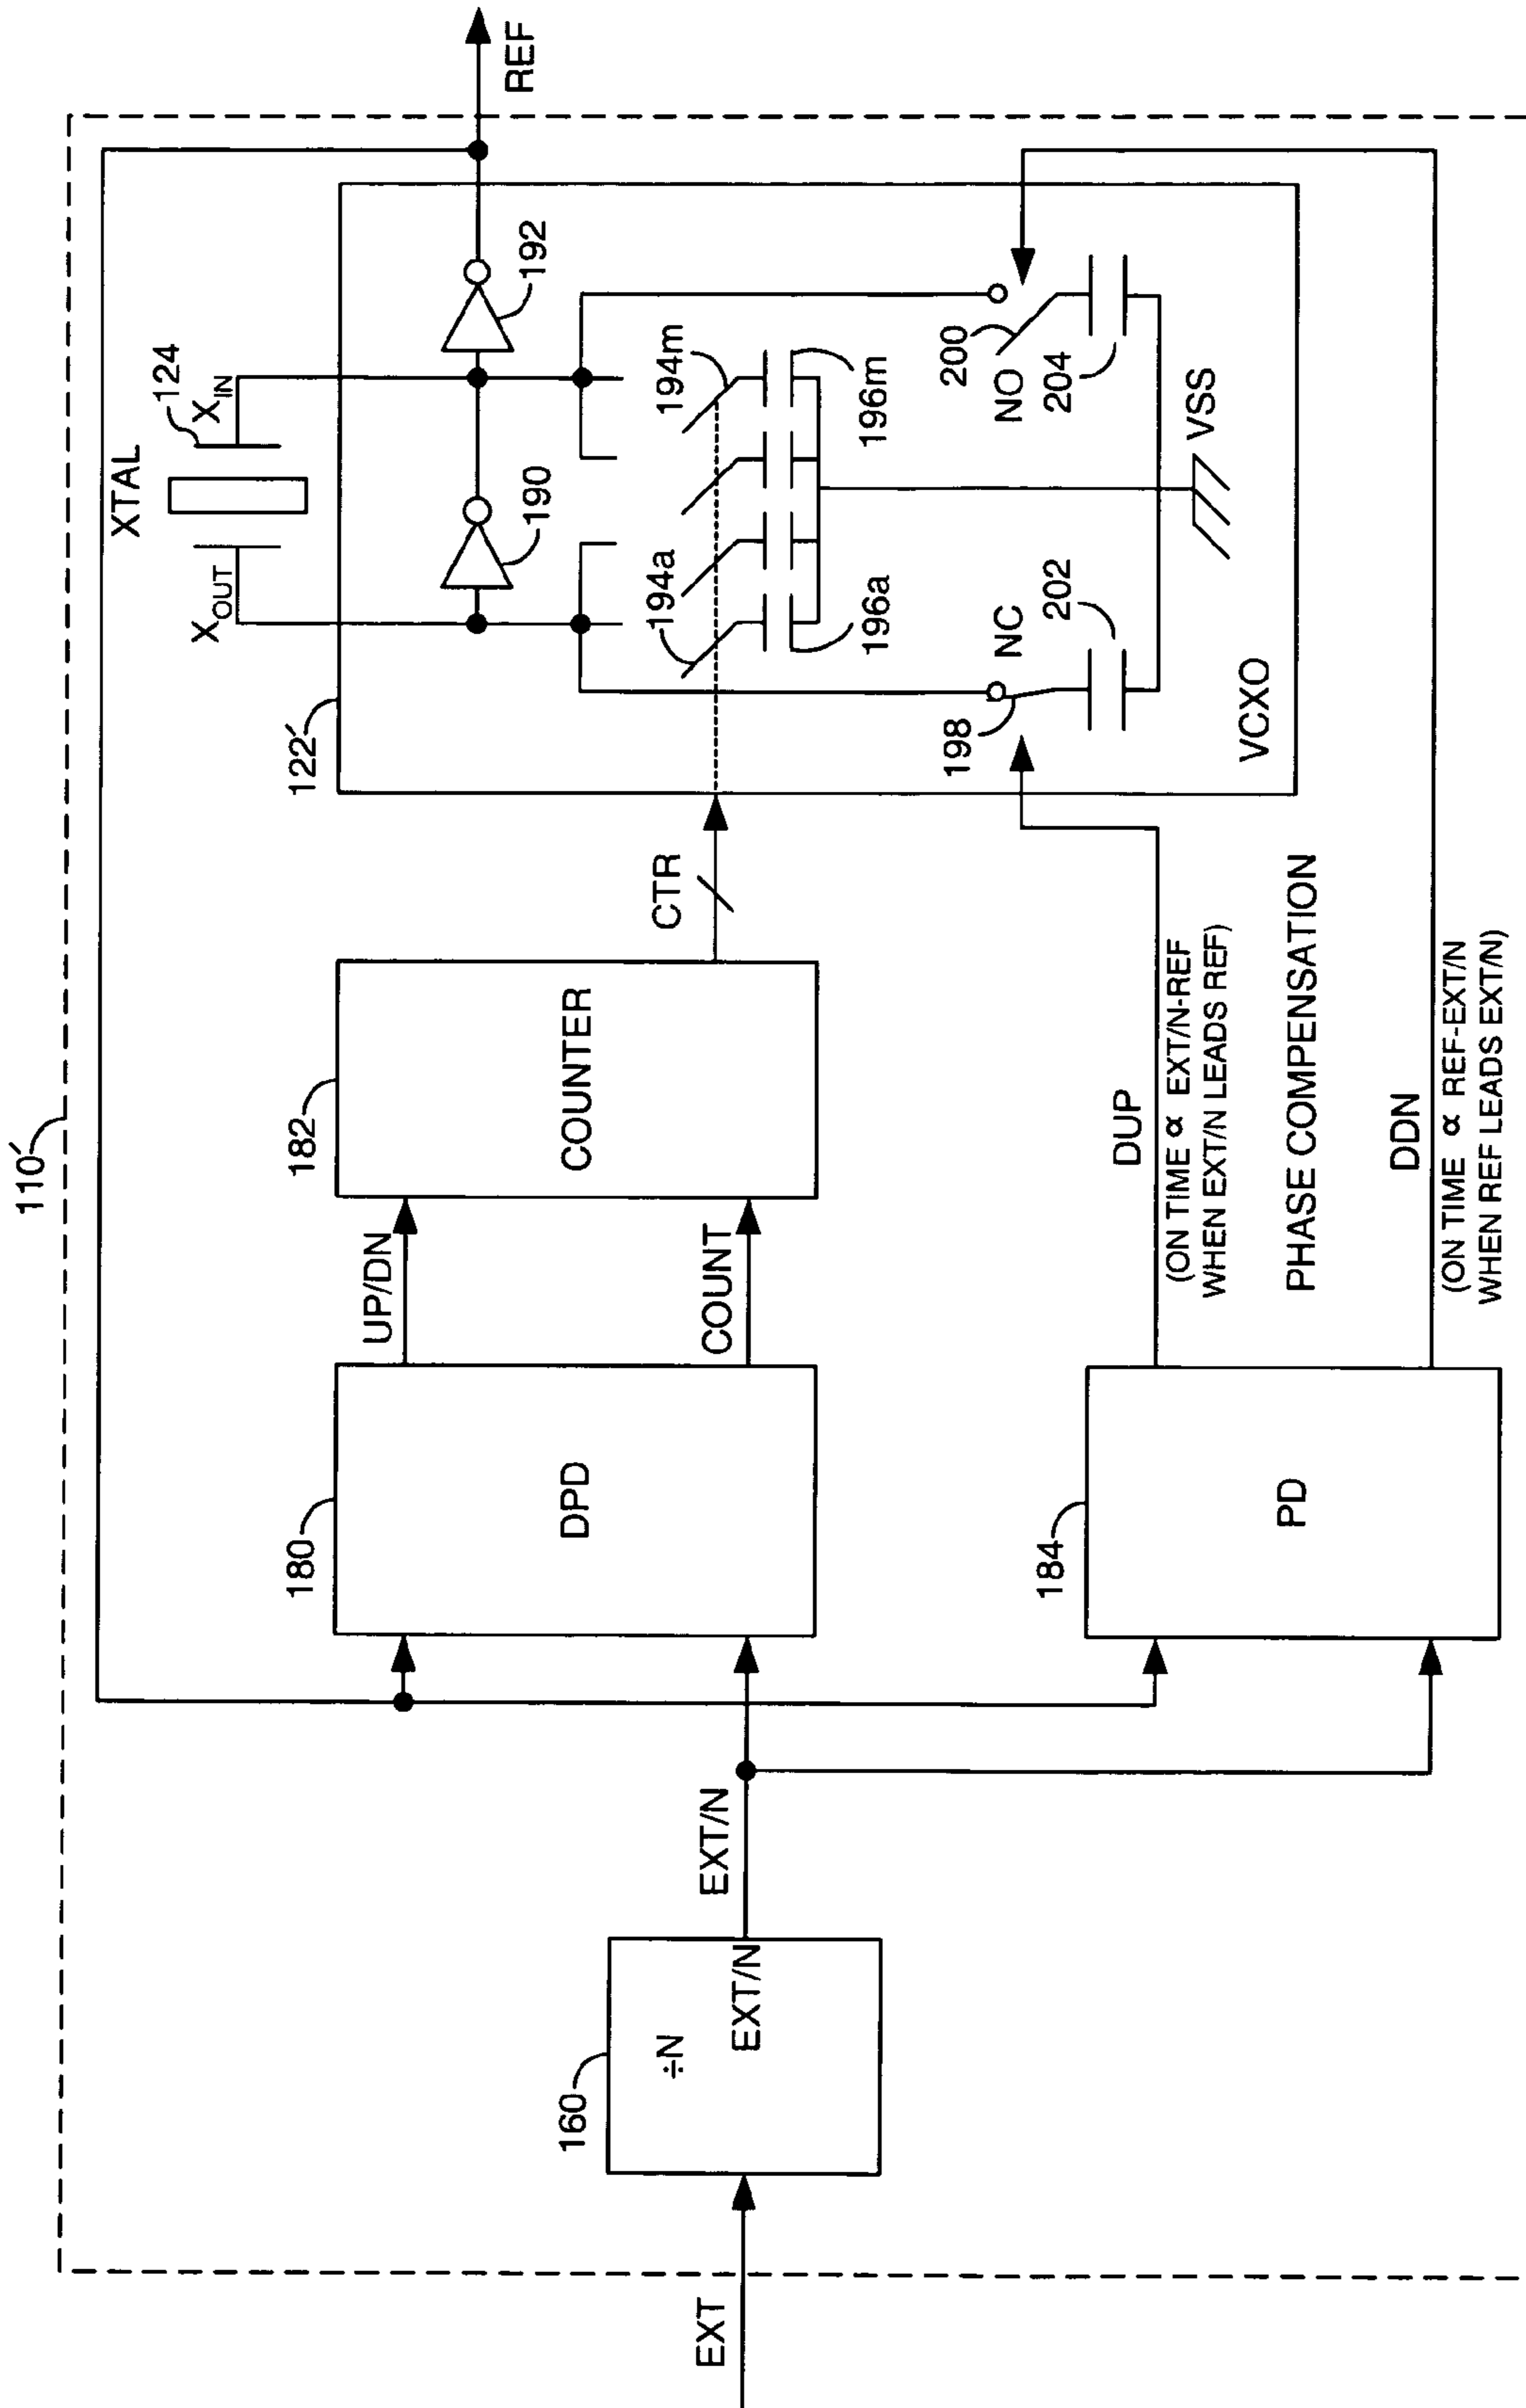 110'
EXT
160
÷N
EXT/N
EXT/N
180
DPD
UP/DN
COUNT
182
COUNTER
CTR
184
PD
DUP
(ON TIME ∝ EXT/N-REF
WHEN EXT/N LEADS REF)
PHASE COMPENSATION
DDN
(ON TIME ∝ REF-EXT/N
WHEN REF LEADS EXT/N)
XTAL
124
XOUT
XIN
122'
190
192
REF
194a
194m
196a
196m
198
NC
202
200
NO
204
VSS
VCXO